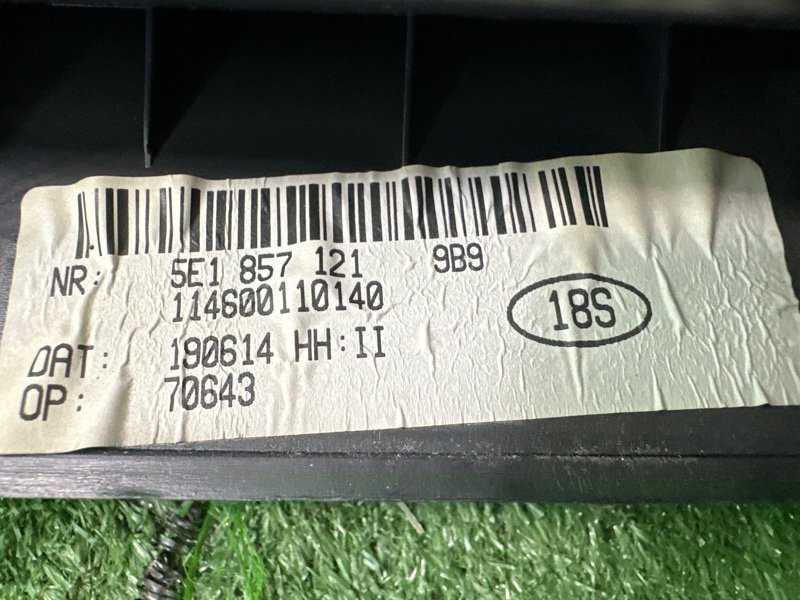 NR: 5E1 857 121 9B9
114600110140
18S
DAT: 190614 HH:II
OP: 70643